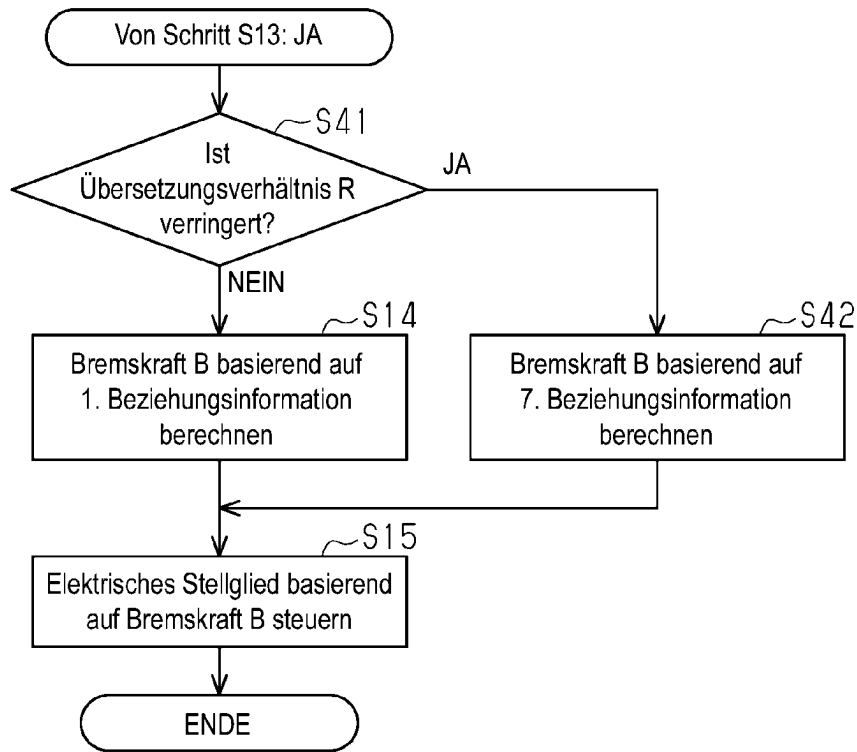 Von Schritt S13: JA
S41
Ist
Übersetzungsverhältnis R
verringert?
JA
NEIN
S14
Bremskraft B basierend auf
1. Beziehungsinformation
berechnen
S42
Bremskraft B basierend auf
7. Beziehungsinformation
berechnen
S15
Elektrisches Stellglied basierend
auf Bremskraft B steuern
ENDE